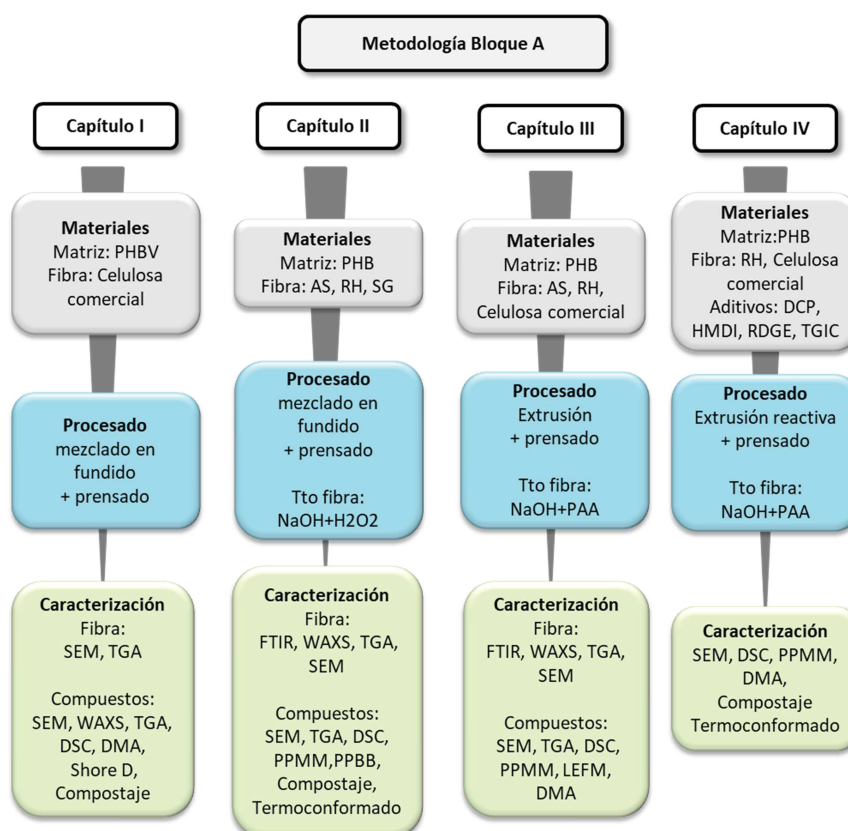 Metodología Bloque A
Capítulo I
Materiales
Matriz: PHBV
Fibra: Celulosa
comercial
Procesado
mezclado en
fundido
+ prensado
Caracterización
Fibra:
SEM, TGA
Compuestos:
SEM, WAXS, TGA,
DSC, DMA,
Shore D,
Compostaje
Capítulo II
Materiales
Matriz: PHB
Fibra: AS, RH, SG
Procesado
mezclado en
fundido
+ prensado
Tto fibra:
NaOH+H2O2
Caracterización
Fibra:
FTIR, WAXS, TGA,
SEM
Compuestos:
SEM, TGA, DSC,
PPMM,PPBB,
Compostaje,
Termoconformado
Capítulo III
Materiales
Matriz: PHB
Fibra: AS, RH,
Celulosa comercial
Procesado
Extrusión
+ prensado
Tto fibra:
NaOH+PAA
Caracterización
Fibra:
FTIR, WAXS, TGA,
SEM
Compuestos:
SEM, TGA, DSC,
PPMM, LEFM,
DMA
Capítulo IV
Materiales
Matriz:PHB
Fibra: RH, Celulosa
comercial
Aditivos: DCP,
HMDI, RDGE, TGIC
Procesado
Extrusión reactiva
+ prensado
Tto fibra:
NaOH+PAA
Caracterización
SEM, DSC, PPMM,
DMA,
Compostaje
Termoconformado